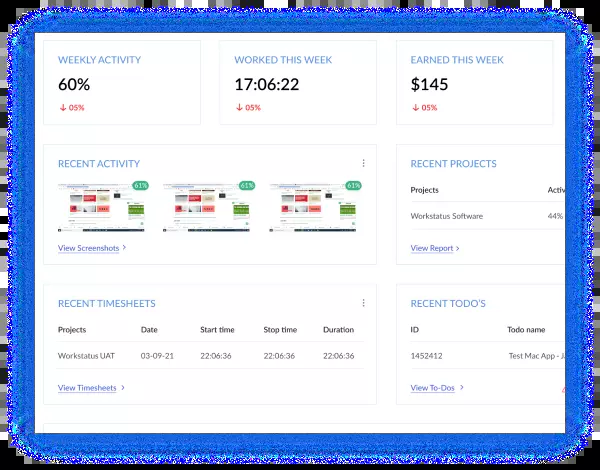 WEEKLY ACTIVITY
60%
↓ 05%
WORKED THIS WEEK
17:06:22
↓ 05%
EARNED THIS WEEK
$145
↓ 05%
RECENT ACTIVITY
61% 61% 61%
View Screenshots >
RECENT PROJECTS
Projects Activ
Workstatus Software 44%
View Report >
RECENT TIMESHEETS
Projects Date Start time Stop time Duration
Workstatus UAT 03-09-21 22:06:36 22:06:36 22:06:36
View Timesheets >
RECENT TODO'S
ID Todo name
1452412 Test Mac App - Ja
View To-Dos >